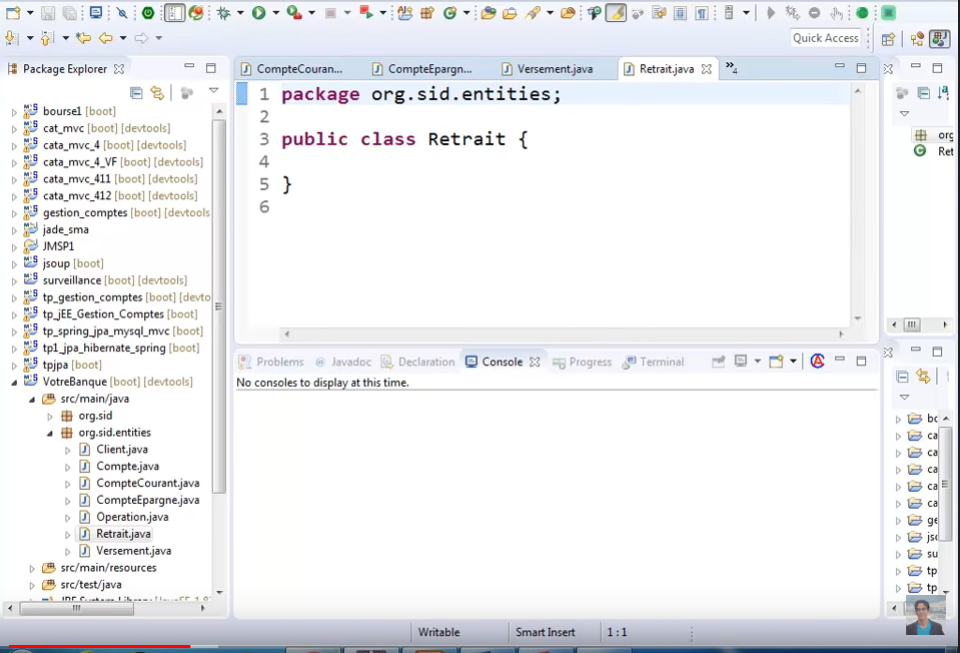 Quick Access
Package Explorer
bourse1 [boot]
cat_mvc [boot] [devtools]
cata_mvc_4 [boot] [devtools]
cata_mvc_4_VF [boot] [devtools]
cata_mvc_411 [boot] [devtools]
cata_mvc_412 [boot] [devtools]
gestion_comptes [boot] [devtools
jade_sma
JMSP1
jsoup [boot]
surveillance [boot] [devtools]
tp_gestion_comptes [boot] [devto
tp_jEE_Gestion_Comptes [boot]
tp_spring_jpa_mysql_mvc [boot]
tp1_jpa_hibernate_spring [boot]
tpjpa [boot]
VotreBanque [boot] [devtools]
src/main/java
org.sid
org.sid.entities
Client.java
Compte.java
CompteCourant.java
CompteEpargne.java
Operation.java
Retrait.java
Versement.java
src/main/resources
src/test/java
CompteCouran...
CompteEpargn...
Versement.java
Retrait.java
4
1 package org.sid.entities;
2
3 public class Retrait {
4
5 }
6
Problems
Javadoc
Declaration
Console
Progress
Terminal
No consoles to display at this time.
org
Ret
bo
ca
ca
ca
ca
ca
ge
jsc
su
tp
tp
Writable
Smart Insert
1 : 1